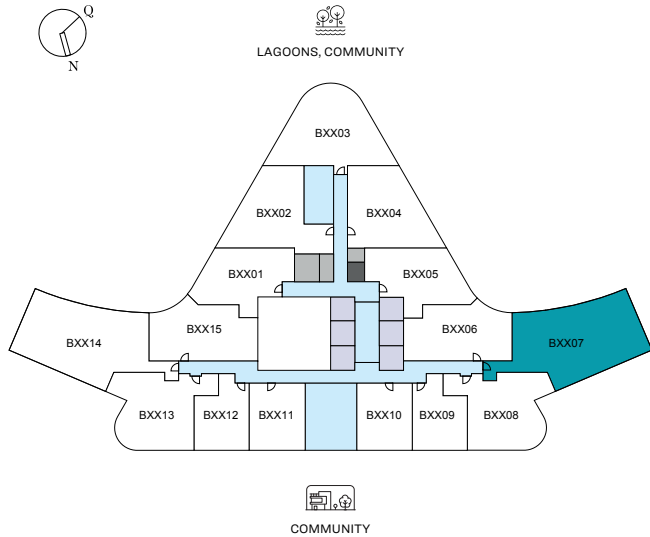 Q
N
LAGOONS, COMMUNITY
BXX03
BXX02
BXX04
BXX01
BXX05
BXX15
BXX06
BXX14
BXX07
BXX13
BXX12
BXX11
BXX10
BXX09
BXX08
COMMUNITY